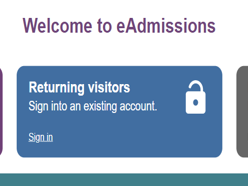 Welcome to eAdmissions
Returning visitors
Sign into an existing account.
Sign in